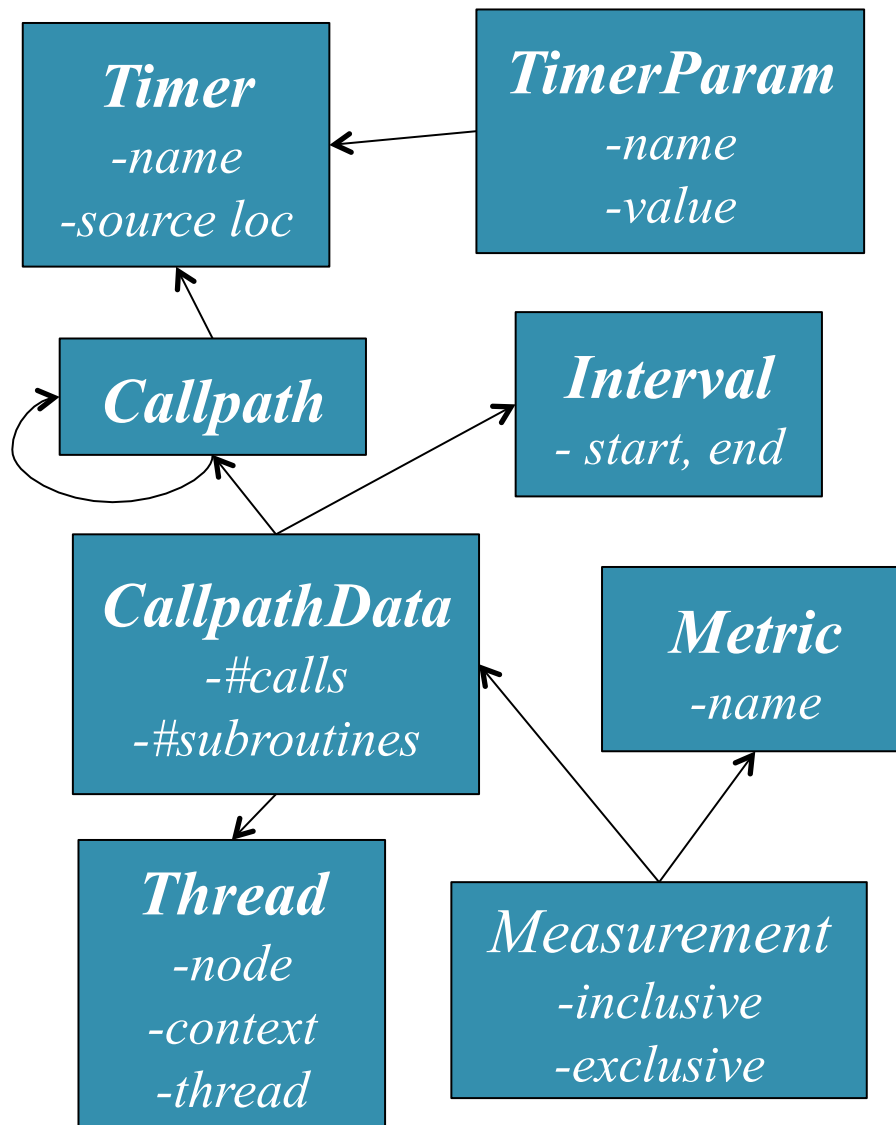 Timer
-name
-source loc
TimerParam
-name
-value
Callpath
Interval
- start, end
CallpathData
-#calls
-#subroutines
Metric
-name
Thread
-node
-context
-thread
Measurement
-inclusive
-exclusive